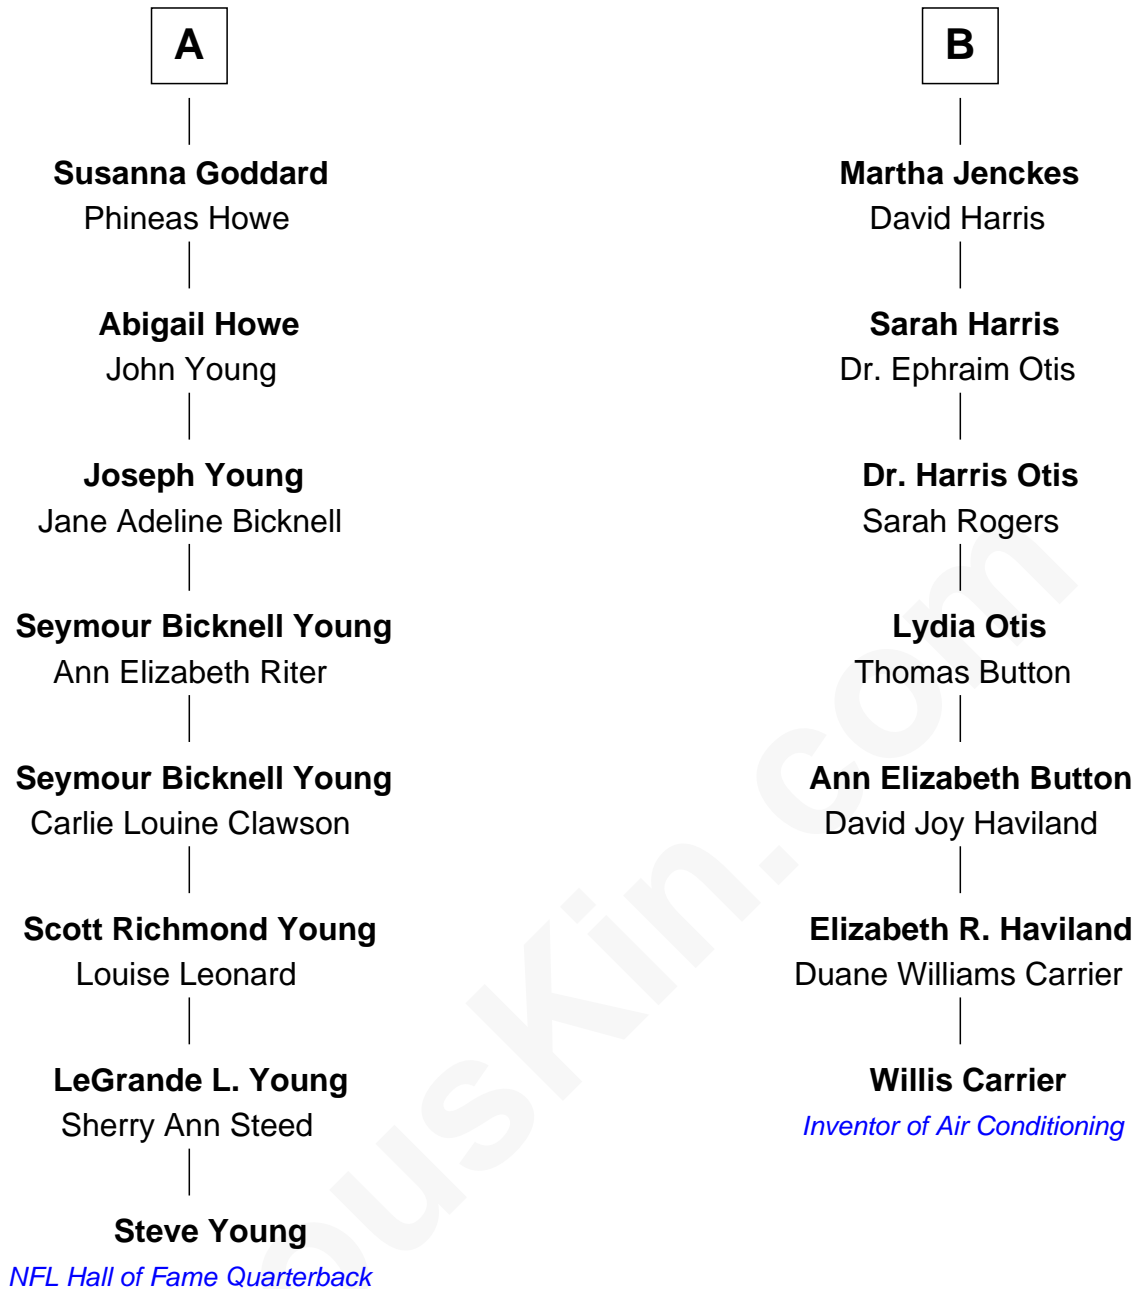 A
Susanna Goddard
Phineas Howe
Abigail Howe
John Young
Joseph Young
Jane Adeline Bicknell
Seymour Bicknell Young
Ann Elizabeth Riter
Seymour Bicknell Young
Carlie Louine Clawson
Scott Richmond Young
Louise Leonard
LeGrande L. Young
Sherry Ann Steed
Steve Young
NFL Hall of Fame Quarterback
B
Martha Jenckes
David Harris
Sarah Harris
Dr. Ephraim Otis
Dr. Harris Otis
Sarah Rogers
Lydia Otis
Thomas Button
Ann Elizabeth Button
David Joy Haviland
Elizabeth R. Haviland
Duane Williams Carrier
Willis Carrier
Inventor of Air Conditioning
ousKin.com